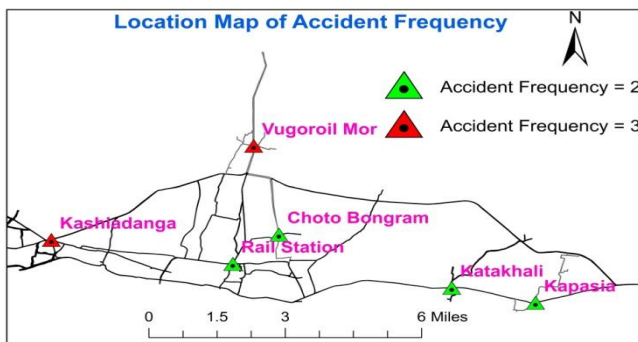 Location Map of Accident Frequency
N
Accident Frequency = 2
Accident Frequency = 3
Vugoroil Mor
Kashiadanga
Choto Bongram
Rail Station
Katakhali
Kapasia
0 1.5 3 6 Miles